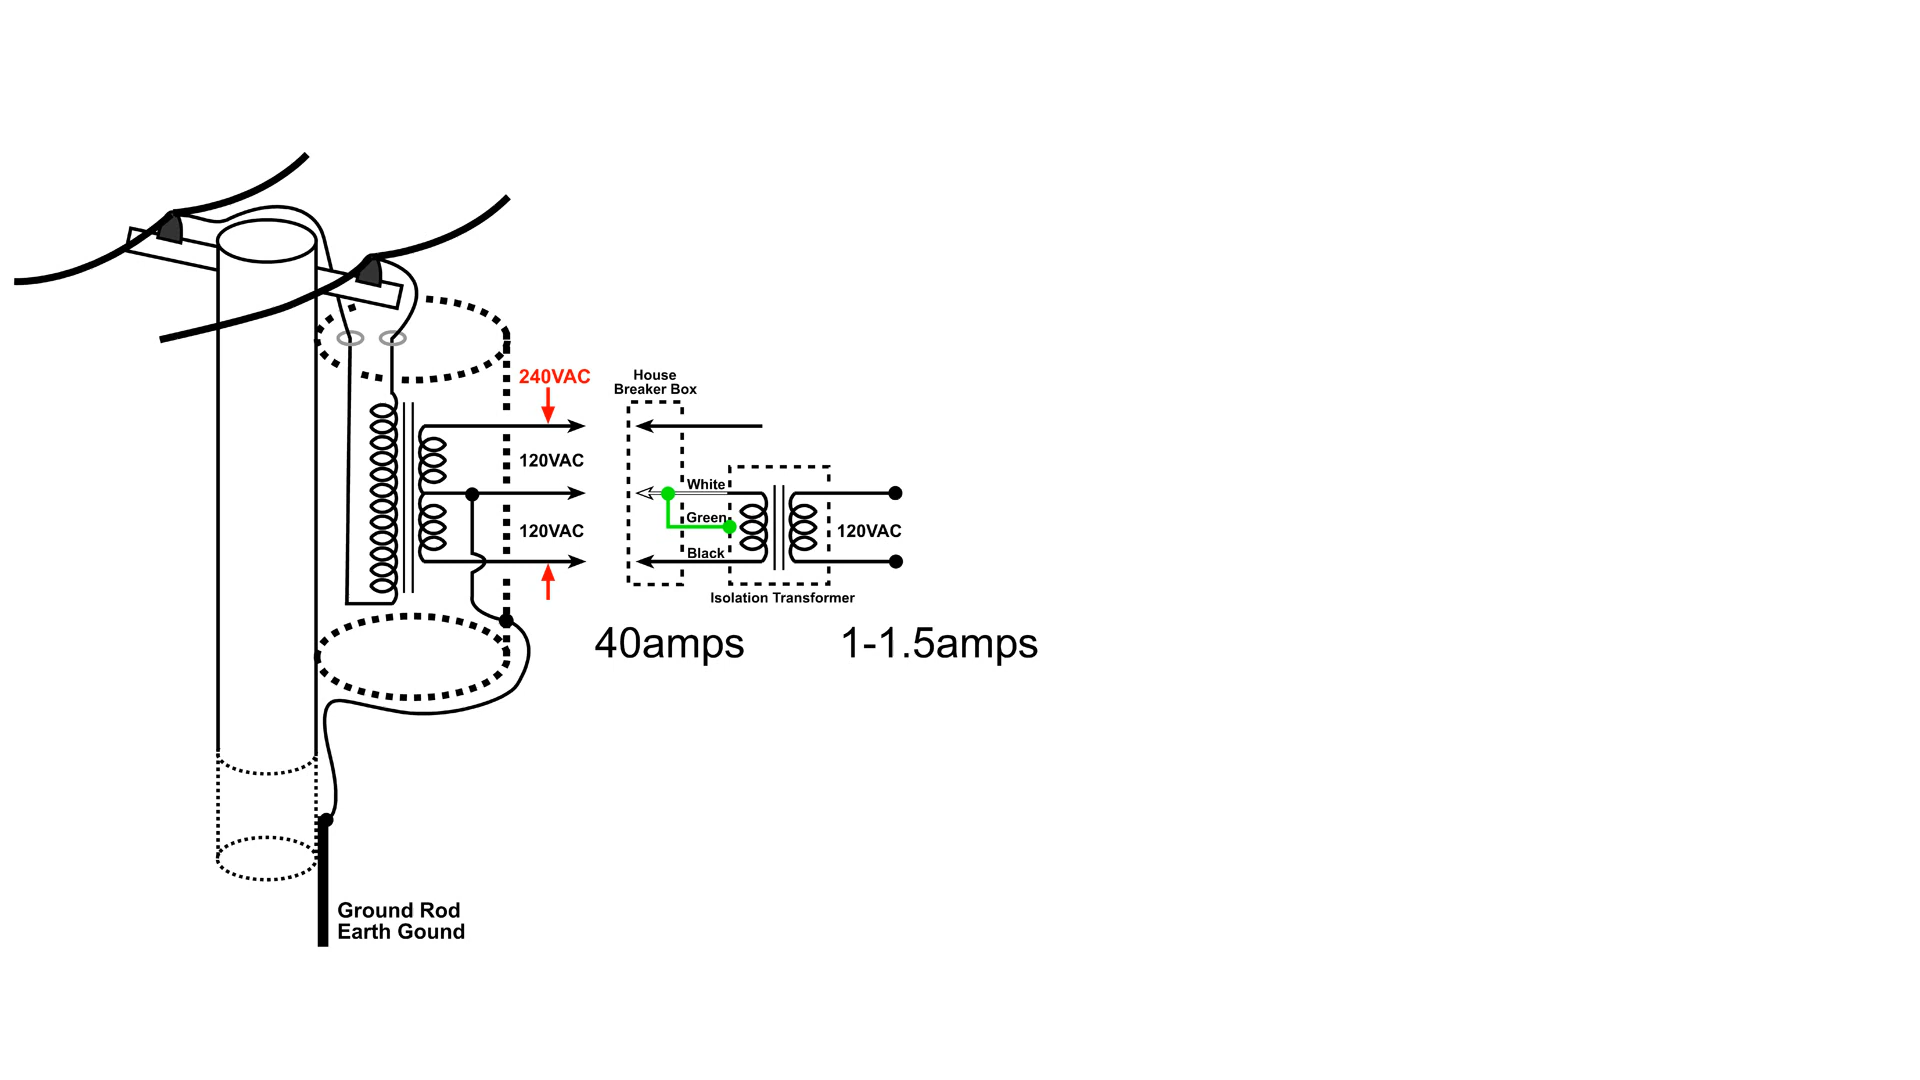 240VAC
House
Breaker Box
120VAC
White
Green
120VAC
120VAC
Black
Isolation Transformer
40amps
1-1.5amps
Ground Rod
Earth Gound